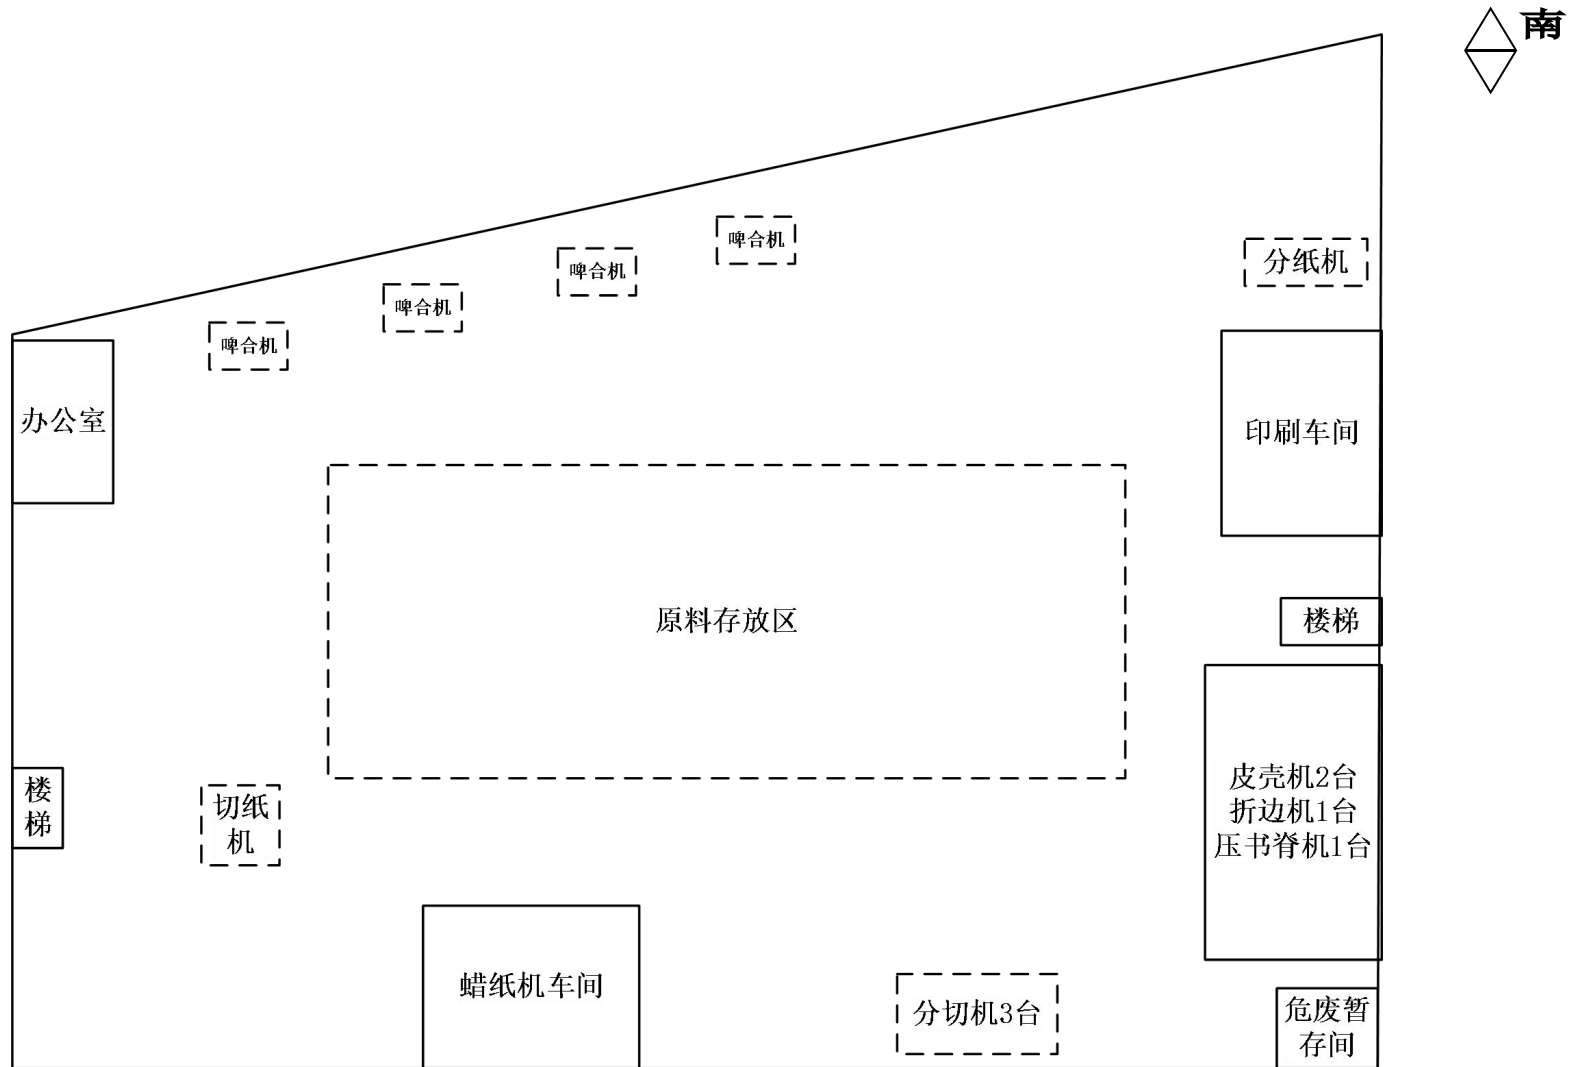 南
啤合机
分纸机
啤合机
啤合机
啤合机
办公室
印刷车间
原料存放区
楼梯
楼
梯
切纸
机
皮壳机2台
折边机1台
压书脊机1台
蜡纸机车间
分切机3台
危废暂
存间